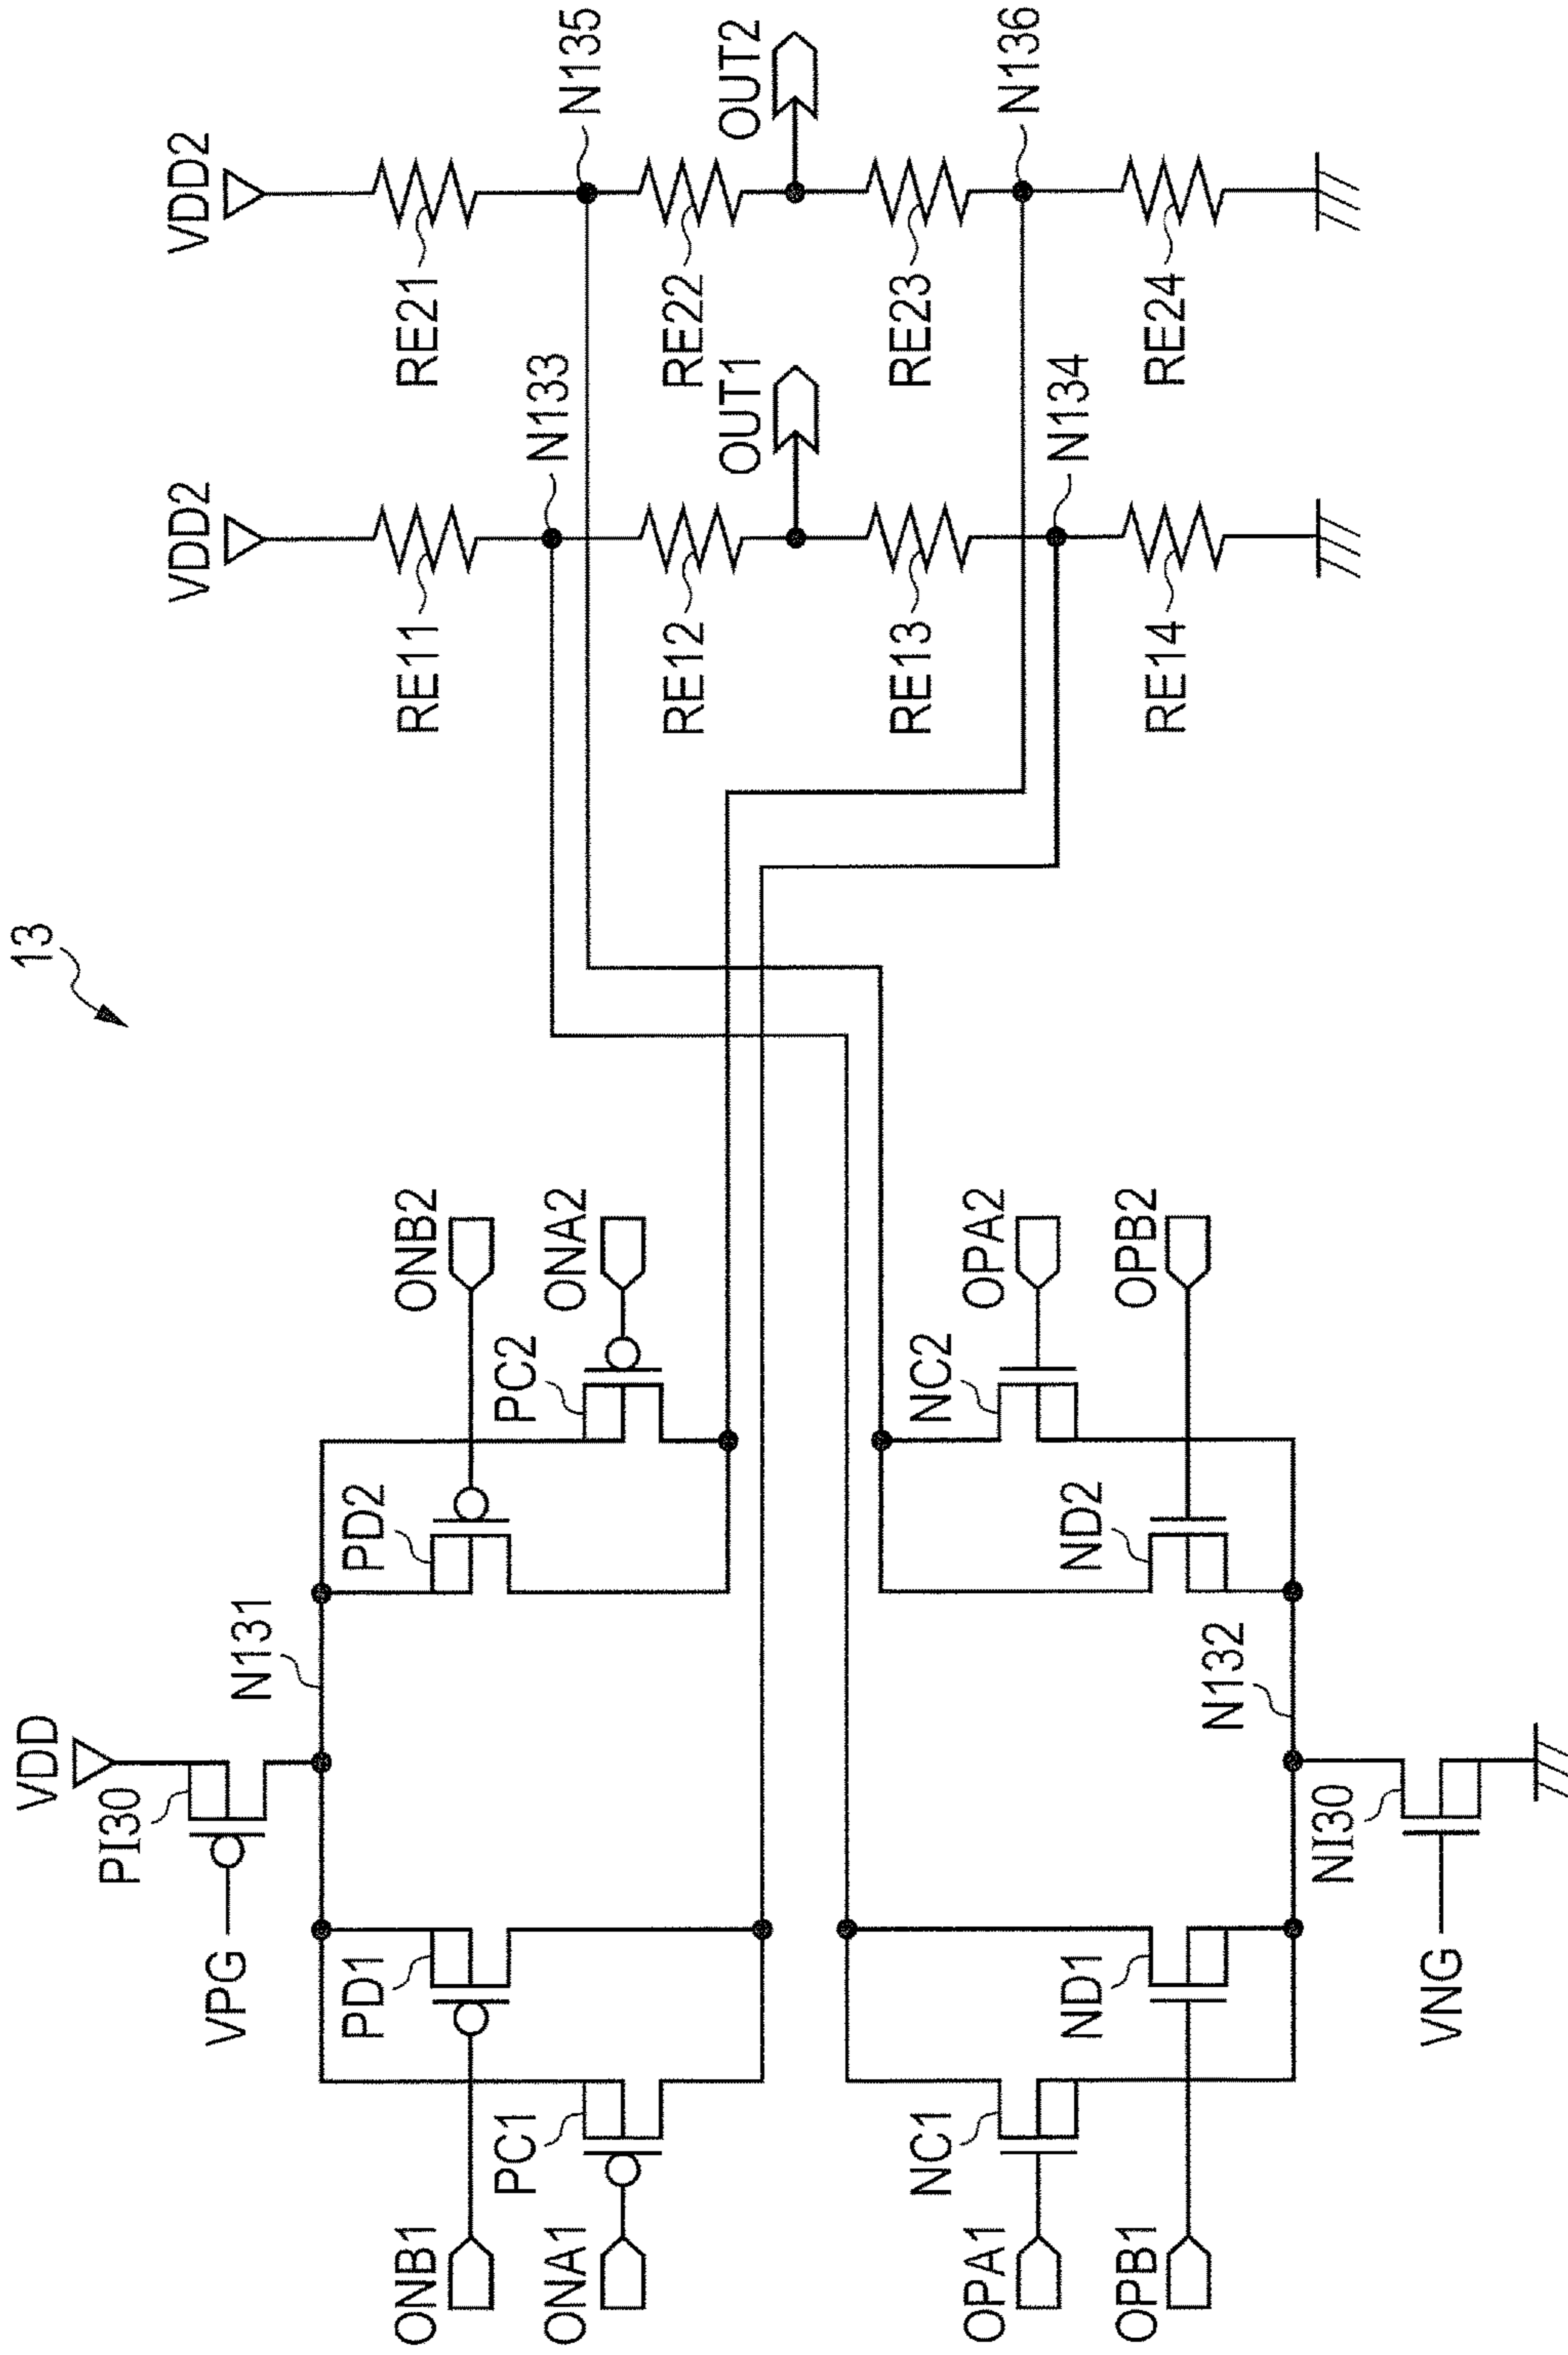 13
VDD
VDD2
VDD2
PI30
N131
VPG
RE11
RE21
N133
N135
PD1
PD2
ONB1
ONB2
PC1
PC2
ONA1
ONA2
RE12
RE22
OUT1
OUT2
RE13
RE23
N134
N136
NC1
NC2
OPA1
OPA2
ND1
ND2
OPB1
OPB2
RE14
RE24
N132
NI30
VNG